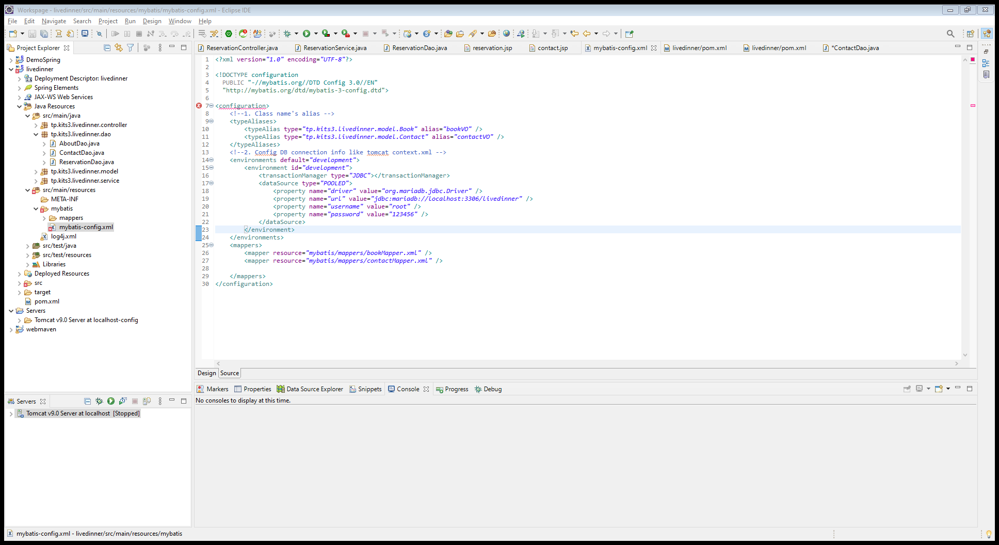 Workspage - livedinner/src/main/resources/mybatis/mybatis-config.xml - Eclipse IDE
File Edit Navigate Search Project Run Design Window Help
Project Explorer
DemoSpring
livedinner
Deployment Descriptor: livedinner
Spring Elements
JAX-WS Web Services
Java Resources
src/main/java
tp.kits3.livedinner.controller
tp.kits3.livedinner.dao
AboutDao.java
ContactDao.java
ReservationDao.java
tp.kits3.livedinner.model
tp.kits3.livedinner.service
src/main/resources
META-INF
mybatis
mappers
mybatis-config.xml
log4j.xml
src/test/java
src/test/resources
Libraries
Deployed Resources
src
target
pom.xml
Servers
Tomcat v9.0 Server at localhost-config
webmaven
Servers
Tomcat v9.0 Server at localhost [Stopped]
ReservationController.java ReservationService.java ReservationDao.java reservation.jsp contact.jsp mybatis-config.xml livedinner/pom.xml livedinner/pom.xml *ContactDao.java
1 <?xml version="1.0" encoding="UTF-8"?>
2
3 <!DOCTYPE configuration
4 PUBLIC "-//mybatis.org//DTD Config 3.0//EN"
5 "http://mybatis.org/dtd/mybatis-3-config.dtd">
6
7 <configuration>
8 <!--1. Class name's alias -->
9 <typeAliases>
10 <typeAlias type="tp.kits3.livedinner.model.Book" alias="bookVO" />
11 <typeAlias type="tp.kits3.livedinner.model.Contact" alias="contactVO" />
12 </typeAliases>
13 <!--2. Config DB connection info like tomcat context.xml -->
14 <environments default="development">
15 <environment id="development">
16 <transactionManager type="JDBC"></transactionManager>
17 <dataSource type="POOLED">
18 <property name="driver" value="org.mariadb.jdbc.Driver" />
19 <property name="url" value="jdbc:mariadb://localhost:3306/livedinner" />
20 <property name="username" value="root" />
21 <property name="password" value="123456" />
22 </dataSource>
23 </environment>
24 </environments>
25 <mappers>
26 <mapper resource="mybatis/mappers/bookMapper.xml" />
27 <mapper resource="mybatis/mappers/contactMapper.xml" />
28
29 </mappers>
30 </configuration>
Design Source
Markers Properties Data Source Explorer Snippets Console Progress Debug
No consoles to display at this time.
mybatis-config.xml - livedinner/src/main/resources/mybatis